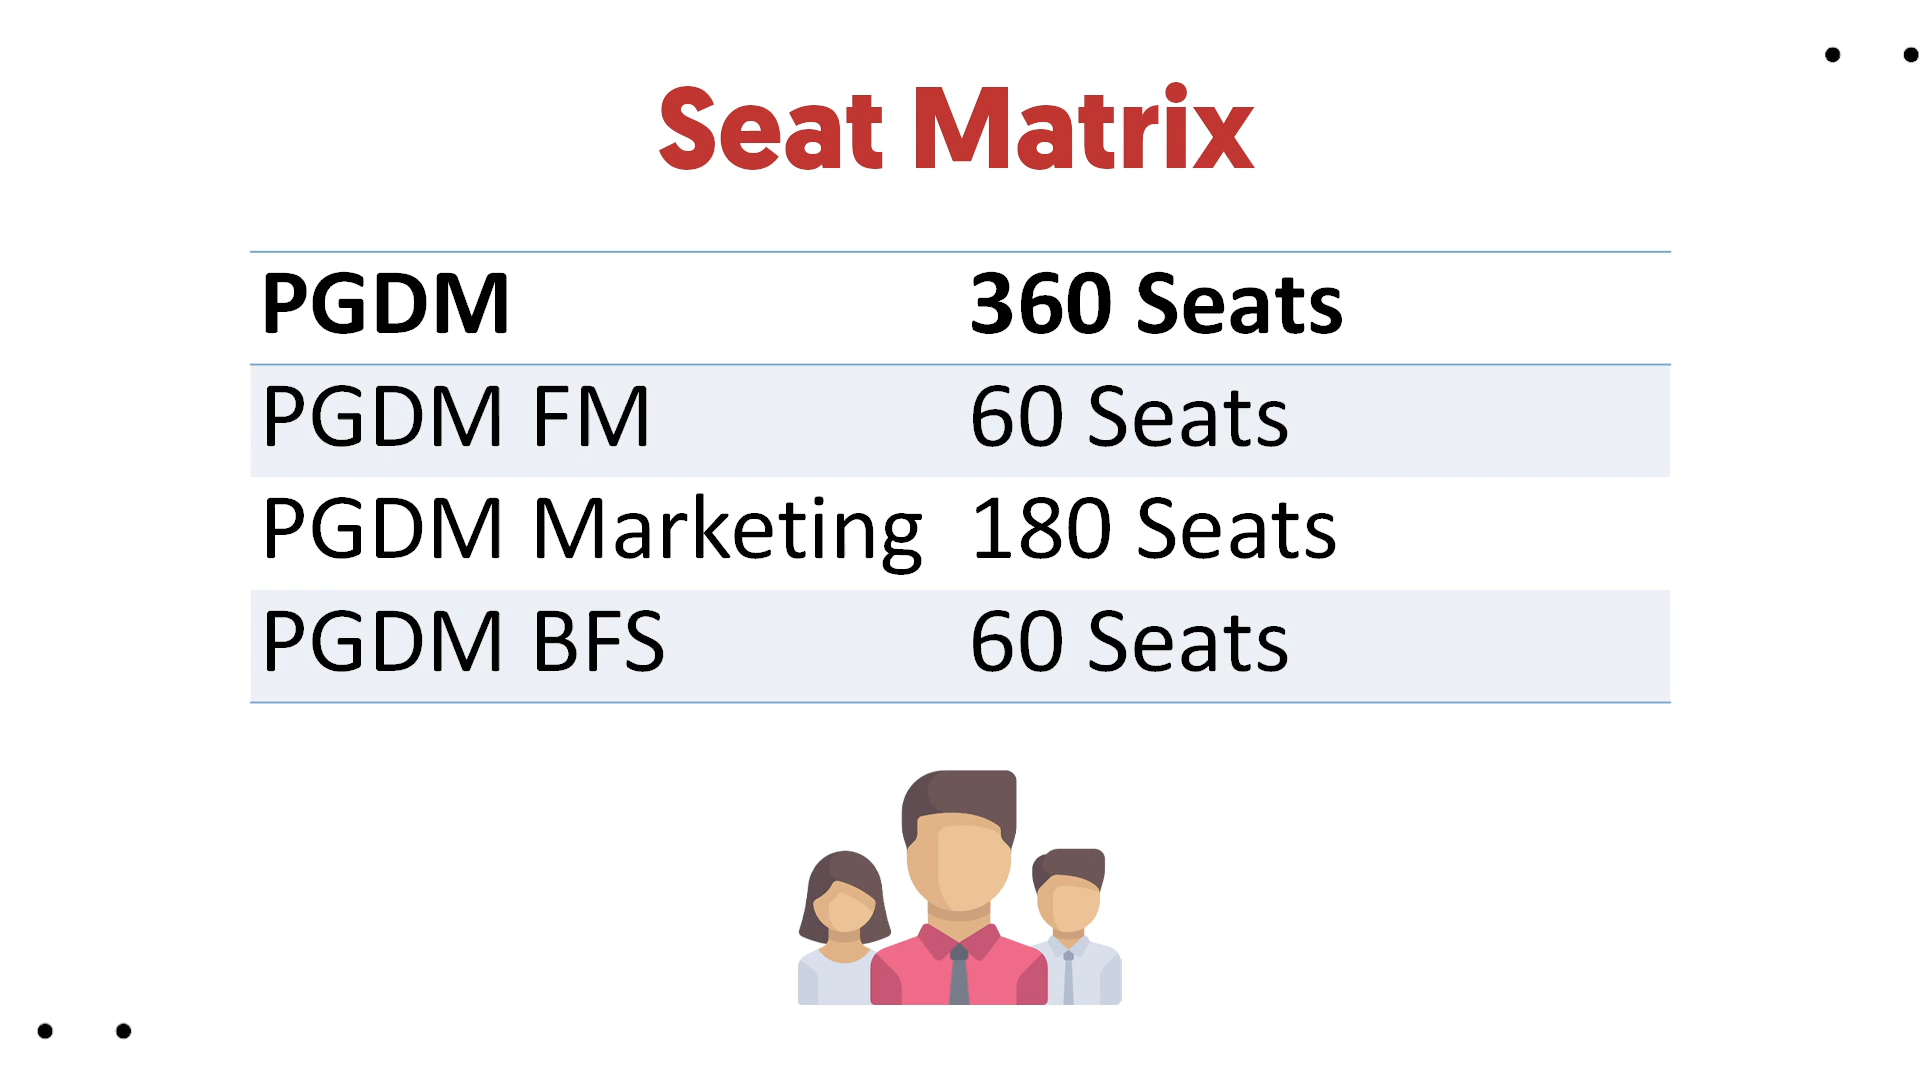 Seat Matrix
PGDM 360 Seats
PGDM FM 60 Seats
PGDM Marketing 180 Seats
PGDM BFS 60 Seats